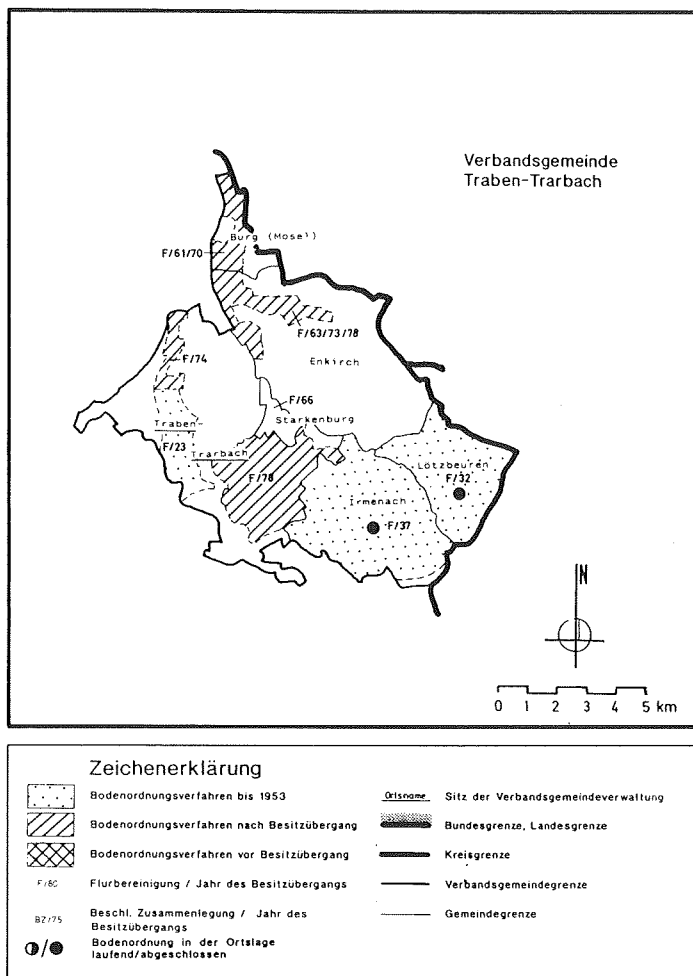 Verbandsgemeinde
Traben-Trarbach
Burg (Mosel)
F/61/70
F/63/73/78
Enkirch
F/74
F/66
Starkenburg
Traben-
Trarbach
F/23
F/78
Lötzbeuren
F/32
Irmenach
F/37
N
0 1 2 3 4 5 km
Zeichenerklärung
Bodenordnungsverfahren bis 1953
Bodenordnungsverfahren nach Besitzübergang
Bodenordnungsverfahren vor Besitzübergang
F/60 Flurbereinigung / Jahr des Besitzübergangs
BZ/75 Beschl. Zusammenlegung / Jahr des
Besitzübergangs
Bodenordnung in der Ortslage
laufend/abgeschlossen
Ortsname Sitz der Verbandsgemeindeverwaltung
Bundesgrenze, Landesgrenze
Kreisgrenze
Verbandsgemeindegrenze
Gemeindegrenze